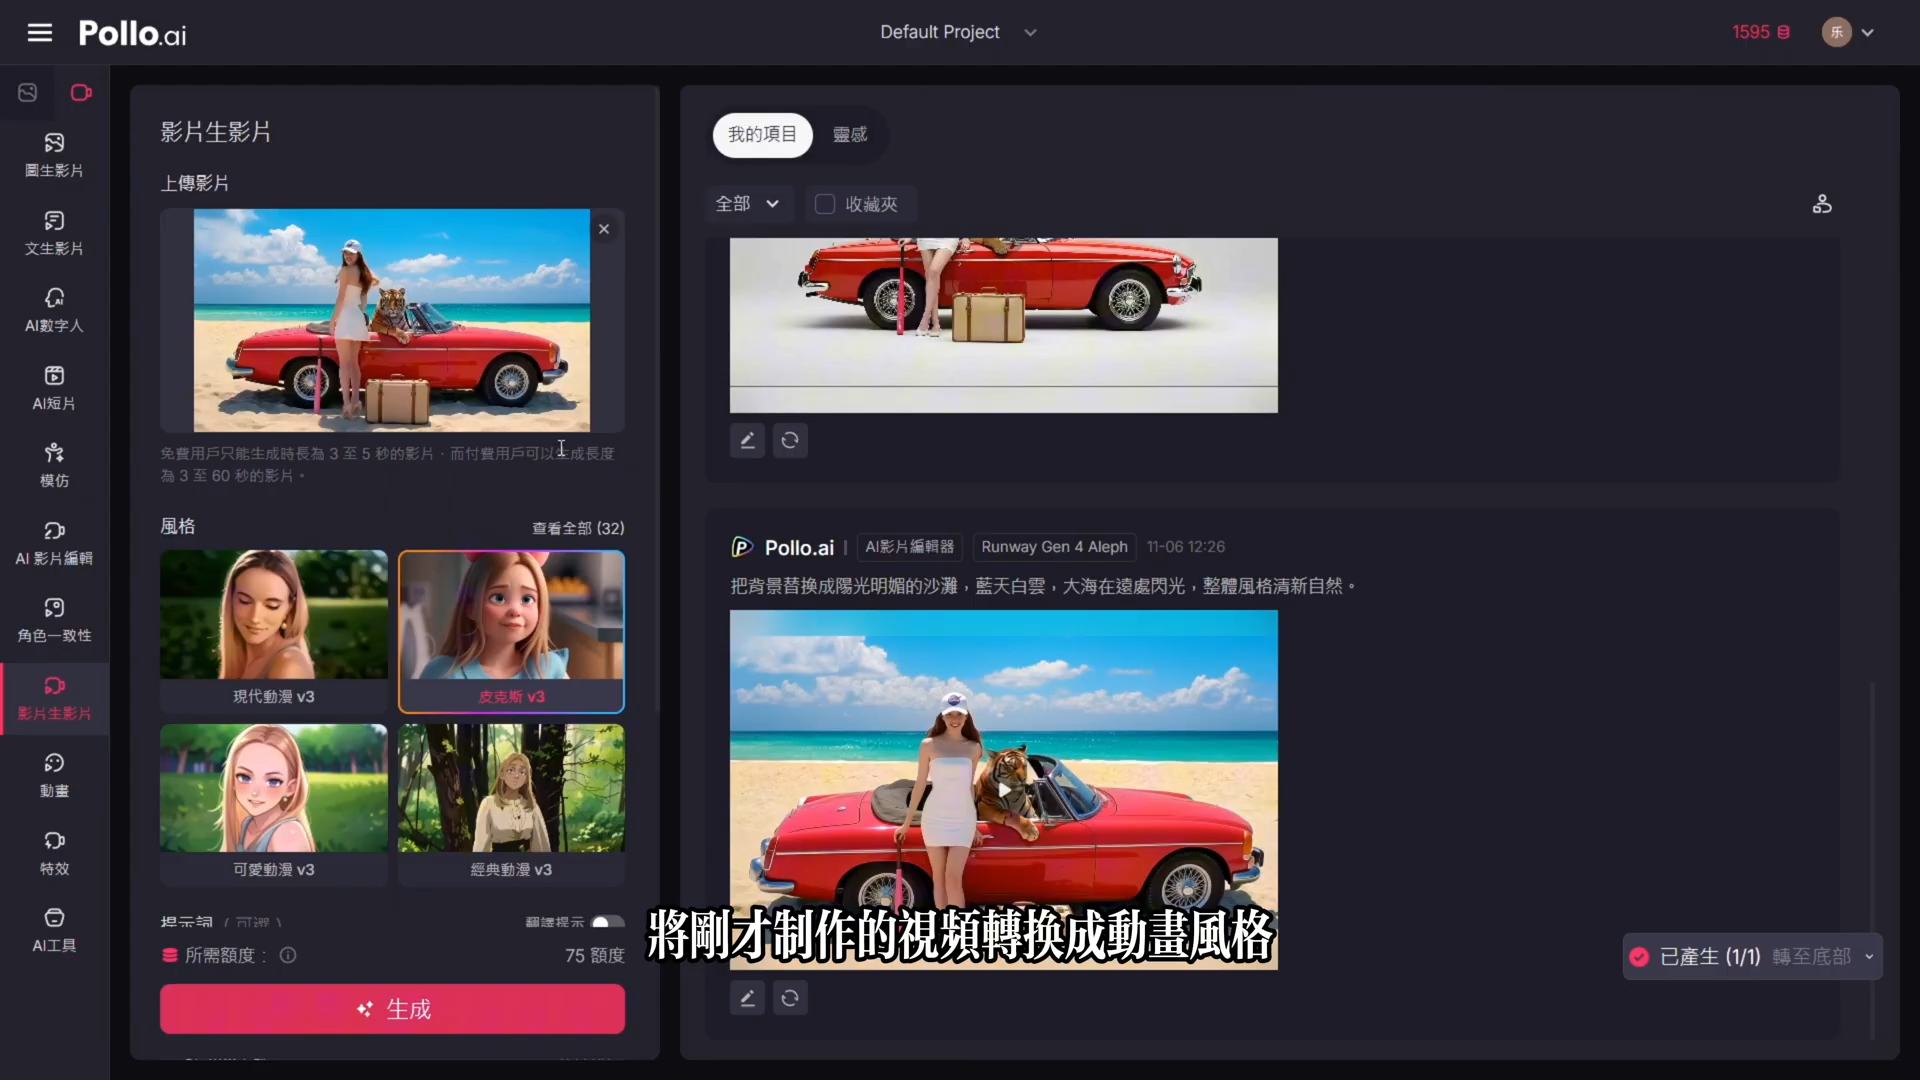 Pollo.ai
Default Project
1595
乐
圖生影片
文生影片
AI數字人
AI短片
模仿
AI 影片編輯
角色一致性
影片生影片
動畫
特效
AI工具
影片生影片
上傳影片
免費用戶只能生成時長為 3 至 5 秒的影片，而付費用戶可以生成長度
為 3 至 60 秒的影片。
風格
查看全部 (32)
現代動漫 v3
皮克斯 v3
可愛動漫 v3
經典動漫 v3
提示詞 ( 可選 )
翻譯提示
所需額度 :
75 額度
生成
我的項目
靈感
全部
收藏夾
Pollo.ai | AI影片編輯器 Runway Gen 4 Aleph 11-06 12:26
把背景替換成陽光明媚的沙灘，藍天白雲，大海在遠處閃光，整體風格清新自然。
將剛才制作的視頻轉換成動畫風格
已產生 (1/1) 轉至底部